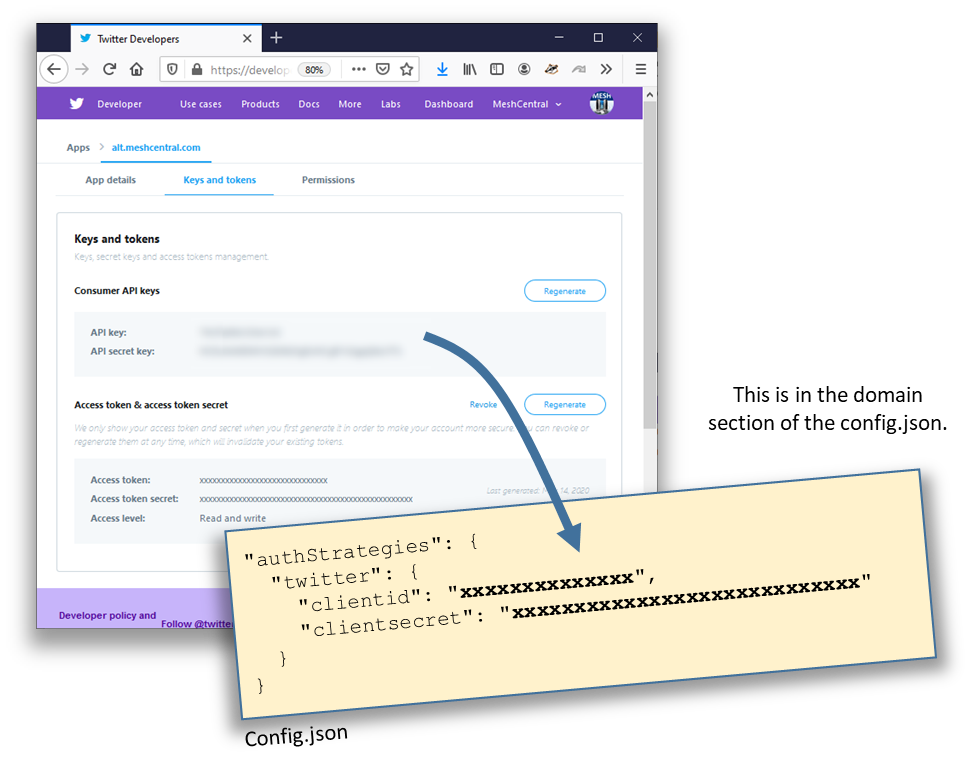 Twitter Developers
https://develop
80%
Developer Use cases Products Docs More Labs Dashboard MeshCentral
MESH
Apps > alt.meshcentral.com
App details Keys and tokens Permissions
Keys and tokens
Keys, secret keys and access tokens management.
Consumer API keys Regenerate
API key:
API secret key:
Access token & access token secret Revoke Regenerate
We only show your access token and secret when you first generate it in order to make your account more secure. You can revoke or
regenerate them at any time, which will invalidate your existing tokens.
Access token: xxxxxxxxxxxxxxxxxxxxxxxxxxxxxx
Access token secret: xxxxxxxxxxxxxxxxxxxxxxxxxxxxxxxxxxxxxxxxxxxxxxxxxx
Last generated: 14, 2020
Access level: Read and write
Developer policy and
Follow @twitter
This is in the domain
section of the config.json.
"authStrategies": {
"twitter": {
"clientid": "xxxxxxxxxxxxxx",
"clientsecret": "xxxxxxxxxxxxxxxxxxxxxxxxxxxx"
}
}
Config.json